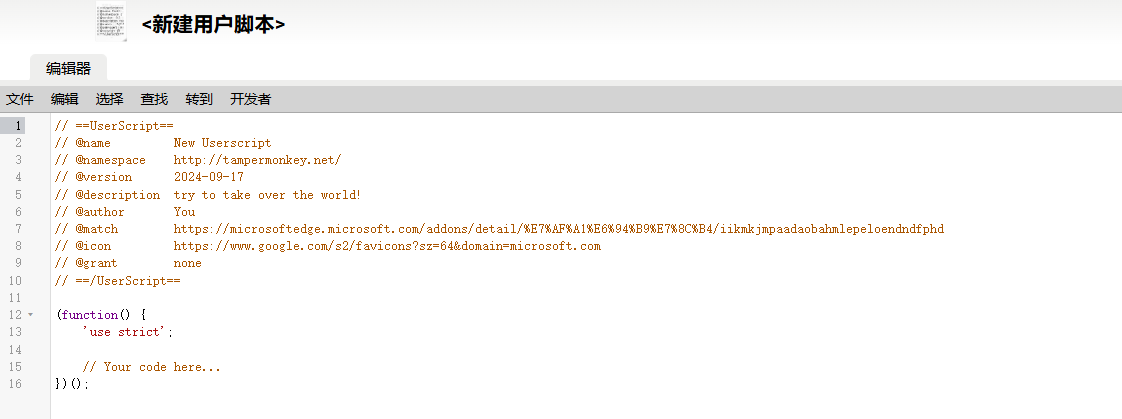 <新建用户脚本>
编辑器
文件 编辑 选择 查找 转到 开发者
1 // ==UserScript==
2 // @name         New Userscript
3 // @namespace    http://tampermonkey.net/
4 // @version      2024-09-17
5 // @description  try to take over the world!
6 // @author       You
7 // @match        https://microsoftedge.microsoft.com/addons/detail/%E7%AF%A1%E6%94%B9%E7%8C%B4/iikmkjmpaadaobahmlepeloendndfphd
8 // @icon         https://www.google.com/s2/favicons?sz=64&domain=microsoft.com
9 // @grant        none
10 // ==/UserScript==
11
12 (function() {
13     'use strict';
14
15     // Your code here...
16 })();